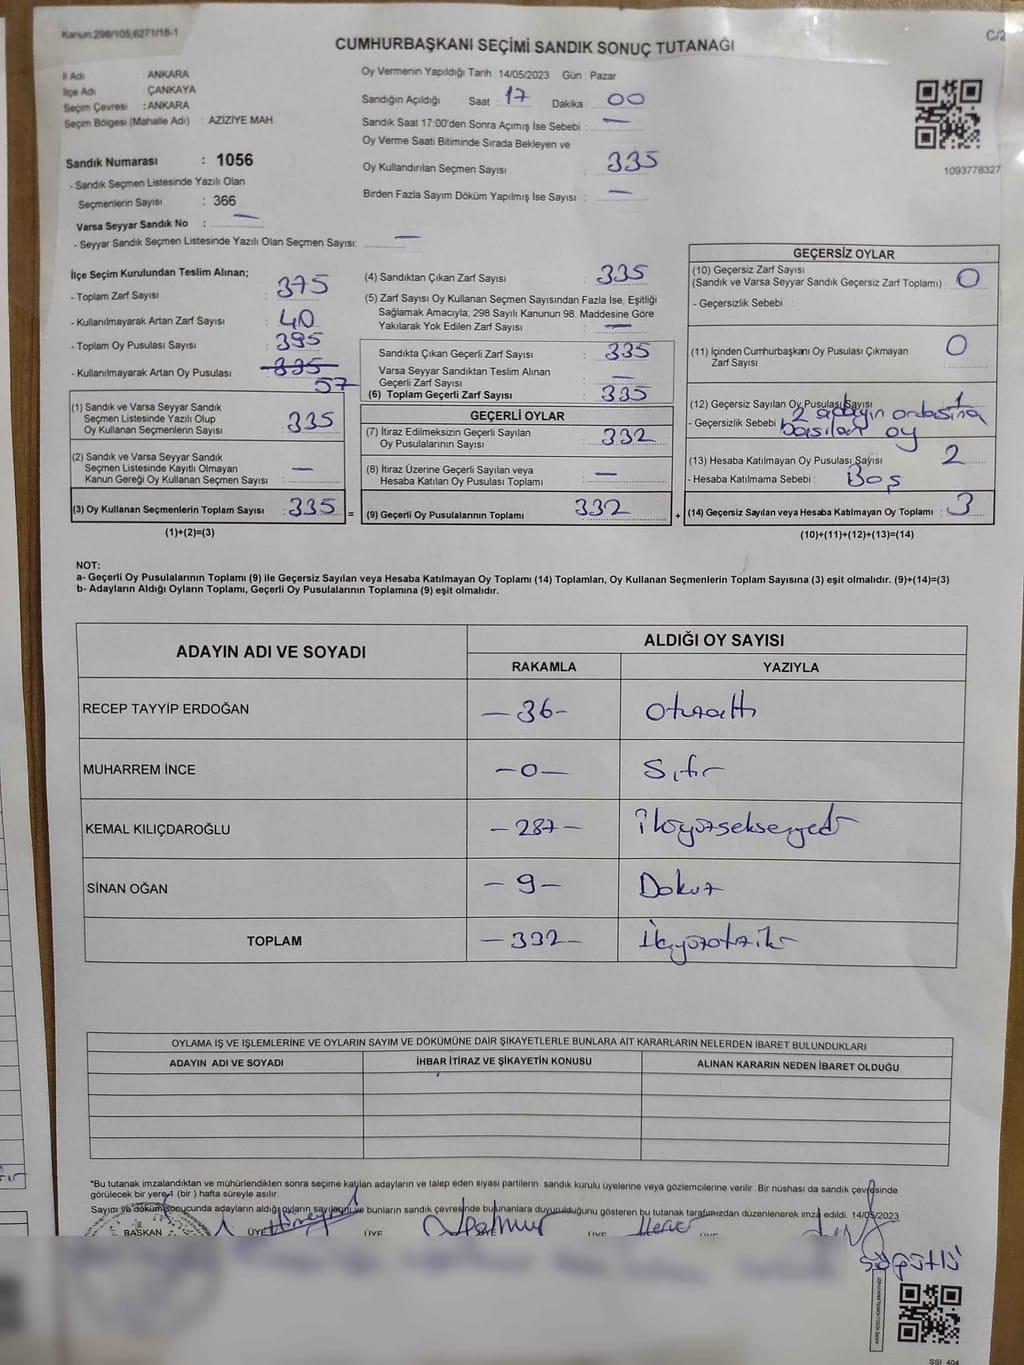 Kanun:298/105;6271/18-1
C/2
CUMHURBAŞKANI SEÇİMİ SANDIK SONUÇ TUTANAĞI
İl Adı : ANKARA
İlçe Adı : ÇANKAYA
Seçim Çevresi : ANKARA
Seçim Bölgesi (Mahalle Adı) : AZİZİYE MAH.
Sandık Numarası : 1056
- Sandık Seçmen Listesinde Yazılı Olan
Seçmenlerin Sayısı : 366
Varsa Seyyar Sandık No : —
- Seyyar Sandık Seçmen Listesinde Yazılı Olan Seçmen Sayısı: —
Oy Vermenin Yapıldığı Tarih : 14/05/2023 Gün : Pazar
Sandığın Açıldığı Saat 17 Dakika 00
Sandık Saat 17:00'den Sonra Açımış İse Sebebi : —
Oy Verme Saati Bitiminde Sırada Bekleyen ve
Oy Kullandırılan Seçmen Sayısı : 335
Birden Fazla Sayım Döküm Yapılmış İse Sayısı : —
1093778327
İlçe Seçim Kurulundan Teslim Alınan;
- Toplam Zarf Sayısı : 375
- Kullanılmayarak Artan Zarf Sayısı : 40
- Toplam Oy Pusulası Sayısı : 395
- Kullanılmayarak Artan Oy Pusulası 335
57
(1) Sandık ve Varsa Seyyar Sandık
Seçmen Listesinde Yazılı Olup
Oy Kullanan Seçmenlerin Sayısı : 335
(2) Sandık ve Varsa Seyyar Sandık
Seçmen Listesinde Kayıtlı Olmayan
Kanun Gereği Oy Kullanan Seçmen Sayısı : —
(3) Oy Kullanan Seçmenlerin Toplam Sayısı : 335 =
(1)+(2)=(3)
(4) Sandıktan Çıkan Zarf Sayısı : 335
(5) Zarf Sayısı Oy Kullanan Seçmen Sayısından Fazla İse, Eşitliği
Sağlamak Amacıyla; 298 Sayılı Kanunun 98. Maddesine Göre
Yakılarak Yok Edilen Zarf Sayısı : —
Sandıkta Çıkan Geçerli Zarf Sayısı : 335
Varsa Seyyar Sandıktan Teslim Alınan
Geçerli Zarf Sayısı : —
(6) Toplam Geçerli Zarf Sayısı : 335
GEÇERLİ OYLAR
(7) İtiraz Edilmeksizin Geçerli Sayılan
Oy Pusulalarının Sayısı : 332
(8) İtiraz Üzerine Geçerli Sayılan veya
Hesaba Katılan Oy Pusulası Toplamı : —
(9) Geçerli Oy Pusulalarının Toplamı 332 +
GEÇERSİZ OYLAR
(10) Geçersiz Zarf Sayısı
(Sandık ve Varsa Seyyar Sandık Geçersiz Zarf Toplamı) : 0
- Geçersizlik Sebebi :
(11) İçinden Cumhurbaşkanı Oy Pusulası Çıkmayan
Zarf Sayısı : 0
(12) Geçersiz Sayılan Oy Pusulası Sayısı 1
- Geçersizlik Sebebi 2 adayın ortasına
basılan oy
(13) Hesaba Katılmayan Oy Pusulası Sayısı 2
- Hesaba Katılmama Sebebi : Boş
(14) Geçersiz Sayılan veya Hesaba Katılmayan Oy Toplamı : 3
(10)+(11)+(12)+(13)=(14)
NOT:
a- Geçerli Oy Pusulalarının Toplamı (9) ile Geçersiz Sayılan veya Hesaba Katılmayan Oy Toplamı (14) Toplamları, Oy Kullanan Seçmenlerin Toplam Sayısına (3) eşit olmalıdır. (9)+(14)=(3)
b- Adayların Aldığı Oyların Toplamı, Geçerli Oy Pusulalarının Toplamına (9) eşit olmalıdır.
ADAYIN ADI VE SOYADI
ALDIĞI OY SAYISI
RAKAMLA YAZIYLA
RECEP TAYYİP ERDOĞAN —36— Otuzaltı
MUHARREM İNCE —0— Sıfır
KEMAL KILIÇDAROĞLU —287— İkiyüzseksenyedi
SİNAN OĞAN —9— Dokuz
TOPLAM —332— İkiyüzotuziki
OYLAMA İŞ VE İŞLEMLERİNE VE OYLARIN SAYIM VE DÖKÜMÜNE DAİR ŞİKAYETLERLE BUNLARA AİT KARARLARIN NELERDEN İBARET BULUNDUKLARI
ADAYIN ADI VE SOYADI İHBAR İTİRAZ VE ŞİKAYETİN KONUSU ALINAN KARARIN NEDEN İBARET OLDUĞU
*Bu tutanak imzalandıktan ve mühürlendikten sonra seçime katılan adayların ve talep eden siyasi partilerin sandık kurulu üyelerine veya gözlemcilerine verilir .Bir nüshası da sandık çevresinde
görülecek bir yere 1 (bir ) hafta süreyle asılır.
Sayım ve döküm sonucunda adayların aldığı oyların sayıları ve bunların sandık çevresinde bulunanlara duyurulduğunu gösteren bu tutanak tarafımızdan düzenlenerek imza edildi. 14/05/2023
BAŞKAN ÜYE ÜYE ÜYE ÜYE ÜYE
SSI 404